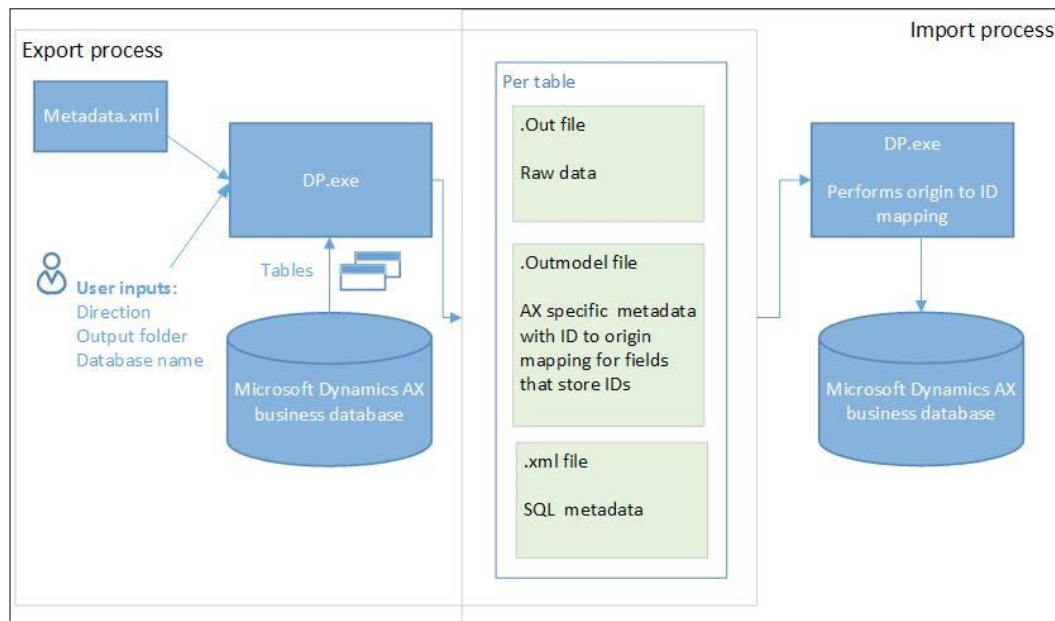 Export process
Import process
Metadata.xml
DP.exe
User inputs:
Direction
Output folder
Database name
Tables
Microsoft Dynamics AX
business database
Per table
.Out file
Raw data
.Outmodel file
AX specific metadata
with ID to origin
mapping for fields
that store IDs
.xml file
SQL metadata
DP.exe
Performs origin to ID
mapping
Microsoft Dynamics AX
business database